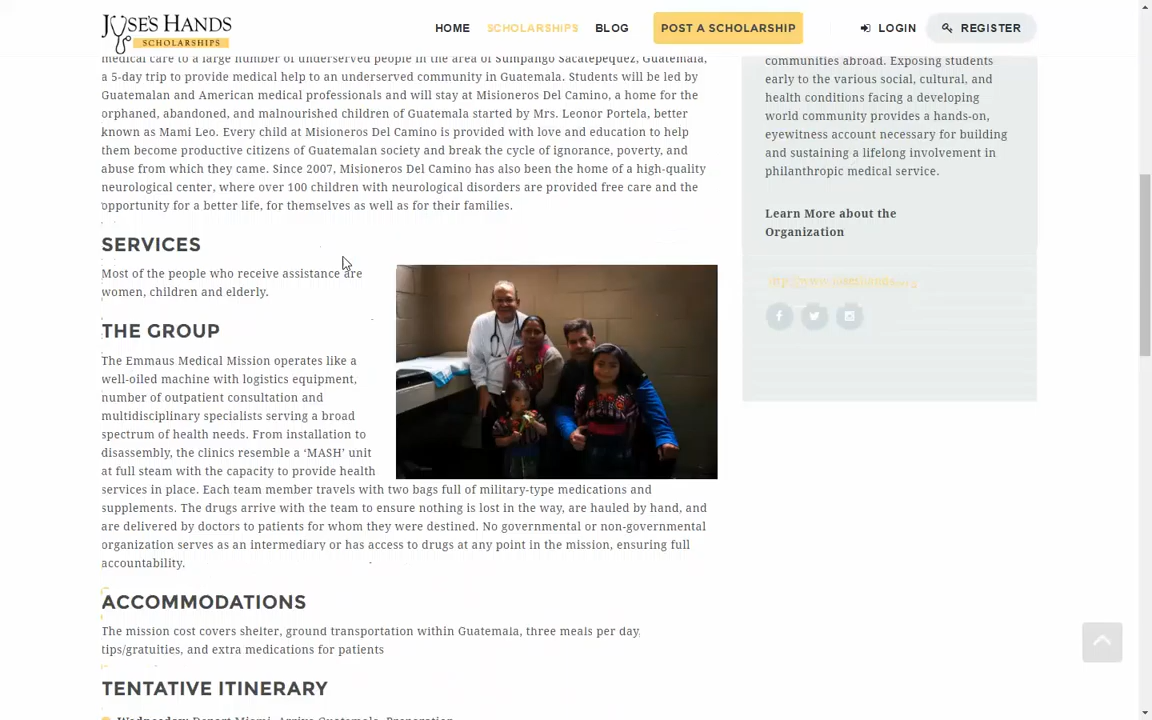 JOSE'S HANDS
SCHOLARSHIPS
HOME SCHOLARSHIPS BLOG POST A SCHOLARSHIP LOGIN REGISTER
medical care to a large number of underserved people in the area of Sumpango Sacatepequez, Guatemala,
a 5-day trip to provide medical help to an underserved community in Guatemala. Students will be led by
Guatemalan and American medical professionals and will stay at Misioneros Del Camino, a home for the
orphaned, abandoned, and malnourished children of Guatemala started by Mrs. Leonor Portela, better
known as Mami Leo. Every child at Misioneros Del Camino is provided with love and education to help
them become productive citizens of Guatemalan society and break the cycle of ignorance, poverty, and
abuse from which they came. Since 2007, Misioneros Del Camino has also been the home of a high-quality
neurological center, where over 100 children with neurological disorders are provided free care and the
opportunity for a better life, for themselves as well as for their families.
SERVICES
Most of the people who receive assistance are
women, children and elderly.
THE GROUP
The Emmaus Medical Mission operates like a
well-oiled machine with logistics equipment,
number of outpatient consultation and
multidisciplinary specialists serving a broad
spectrum of health needs. From installation to
disassembly, the clinics resemble a ‘MASH’ unit
at full steam with the capacity to provide health
services in place. Each team member travels with two bags full of military-type medications and
supplements. The drugs arrive with the team to ensure nothing is lost in the way, are hauled by hand, and
are delivered by doctors to patients for whom they were destined. No governmental or non-governmental
organization serves as an intermediary or has access to drugs at any point in the mission, ensuring full
accountability.
ACCOMMODATIONS
The mission cost covers shelter, ground transportation within Guatemala, three meals per day,
tips/gratuities, and extra medications for patients
TENTATIVE ITINERARY
Wednesday: Depart Miami, Arrive Guatemala, Preparation
communities abroad. Exposing students
early to the various social, cultural, and
health conditions facing a developing
world community provides a hands-on,
eyewitness account necessary for building
and sustaining a lifelong involvement in
philanthropic medical service.
Learn More about the
Organization